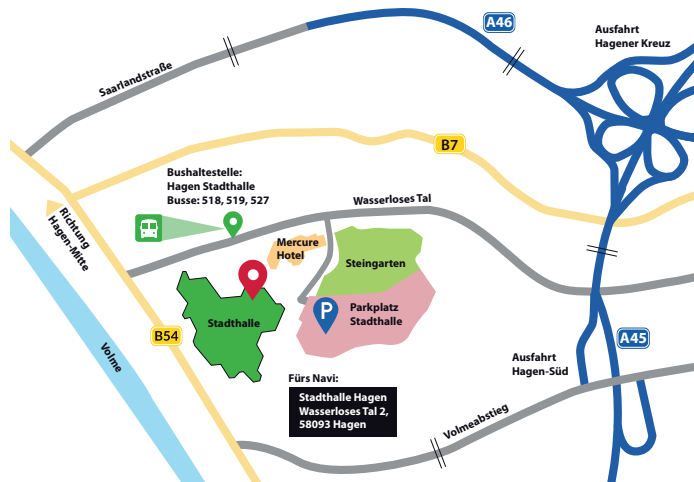 A46
Ausfahrt
Hagener Kreuz
Saarlandstraße
B7
Bushaltestelle:
Hagen Stadthalle
Busse: 518, 519, 527
Wasserloses Tal
Richtung
Hagen-Mitte
Mercure
Hotel
Steingarten
Stadthalle
P
Parkplatz
Stadthalle
B54
A45
Volme
Ausfahrt
Hagen-Süd
Fürs Navi:
Stadthalle Hagen
Wasserloses Tal 2,
58093 Hagen
Volmeabstieg